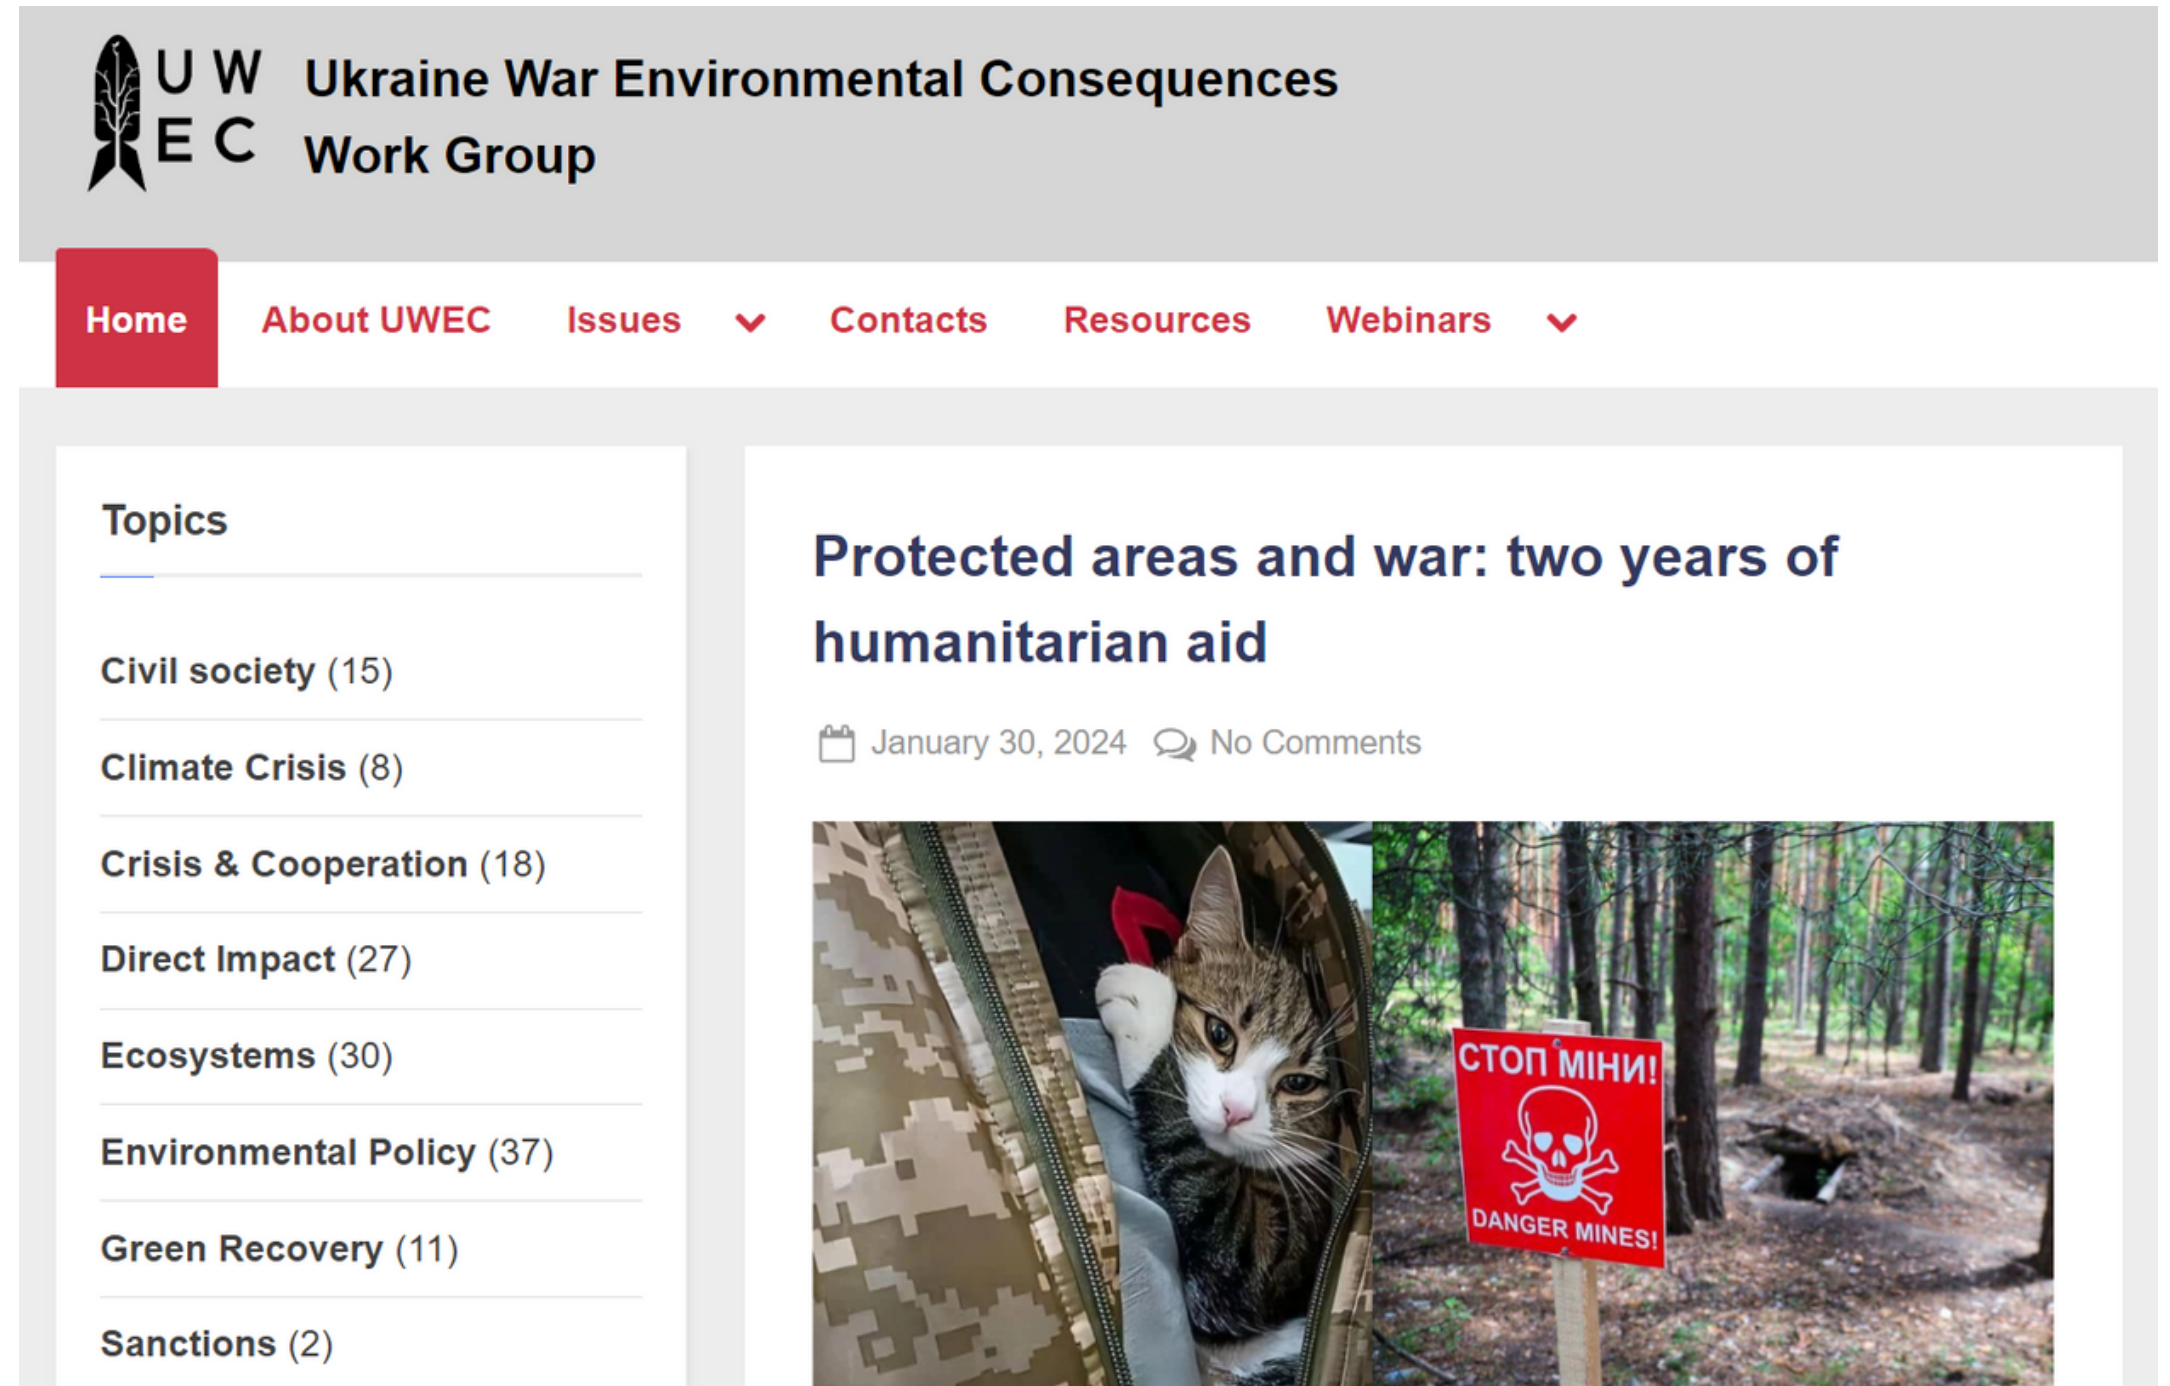 U W
E C
Ukraine War Environmental Consequences
Work Group
Home
About UWEC
Issues
Contacts
Resources
Webinars
Topics
Civil society (15)
Climate Crisis (8)
Crisis & Cooperation (18)
Direct Impact (27)
Ecosystems (30)
Environmental Policy (37)
Green Recovery (11)
Sanctions (2)
Protected areas and war: two years of
humanitarian aid
January 30, 2024
No Comments
СТОП МІНИ!
DANGER MINES!